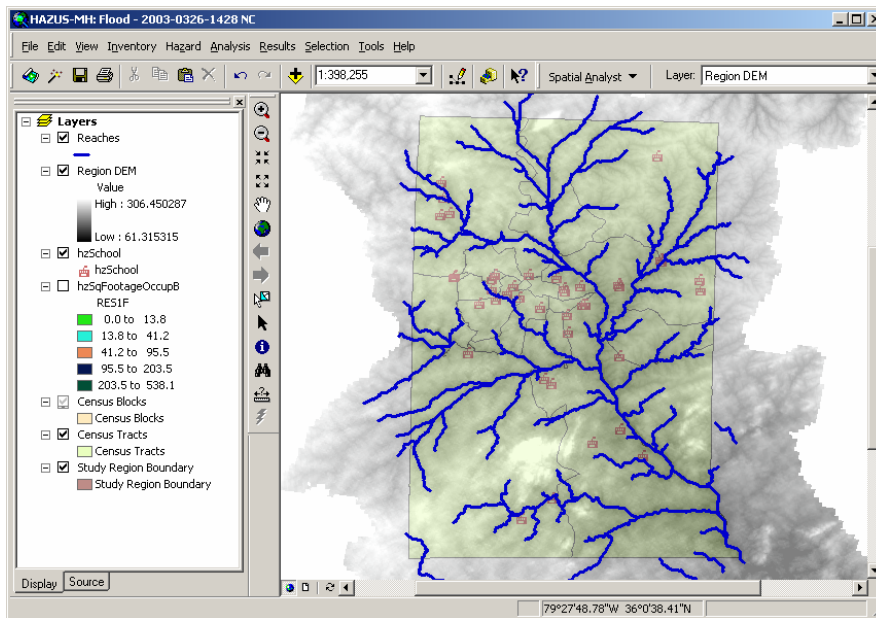 HAZUS-MH: Flood - 2003-0326-1428 NC
File Edit View Inventory Hazard Analysis Results Selection Tools Help
1:398,255 Spatial Analyst Layer: Region DEM
Layers
Reaches
Region DEM
Value
High : 306.450287
Low : 61.315315
hzSchool
hzSchool
hzSqFootageOccupB
RES1F
0.0 to 13.8
13.8 to 41.2
41.2 to 95.5
95.5 to 203.5
203.5 to 538.1
Census Blocks
Census Blocks
Census Tracts
Census Tracts
Study Region Boundary
Study Region Boundary
Display Source
79°27'48.78"W 36°0'38.41"N